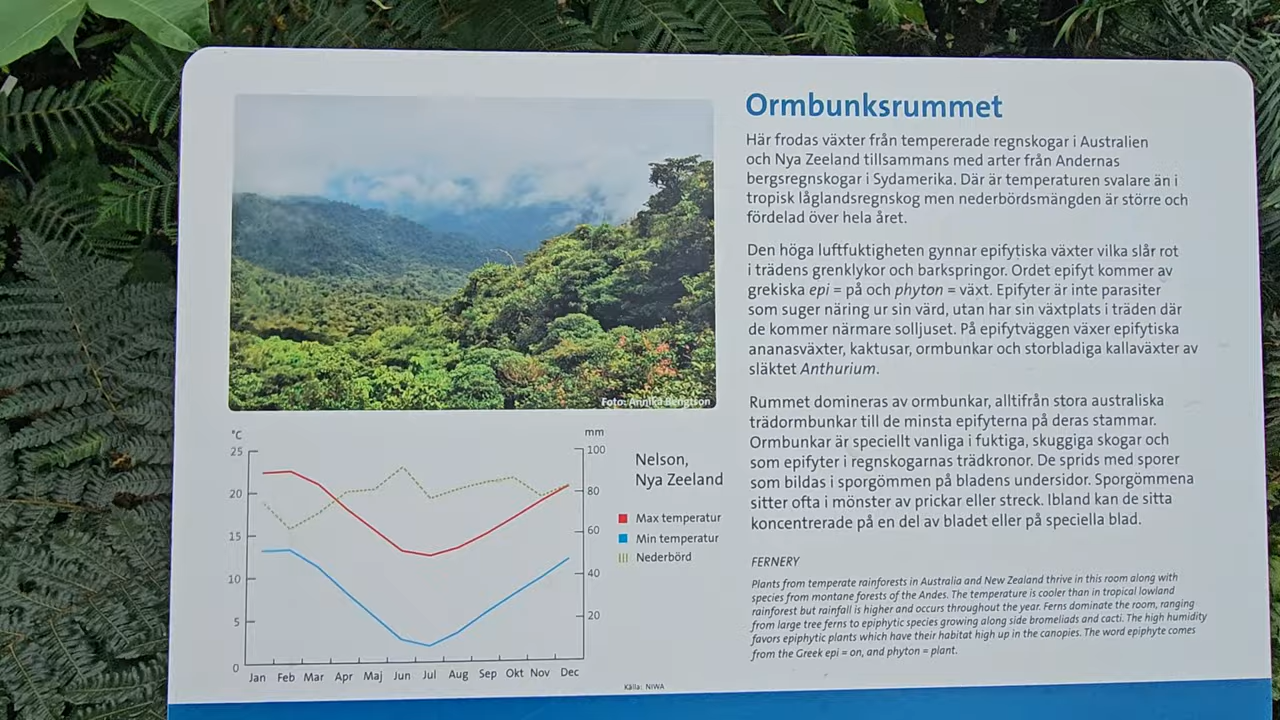 Ormbunksrummet
Här frodas växter från tempererade regnskogar i Australien
och Nya Zeeland tillsammans med arter från Andernas
bergsregnskogar i Sydamerika. Där är temperaturen svalare än i
tropisk låglandsregnskog men nederbördsmängden är större och
fördelad över hela året.
Den höga luftfuktigheten gynnar epifytiska växter vilka slår rot
i trädens grenklykor och barkspringor. Ordet epifyt kommer av
grekiska epi = på och phyton = växt. Epifyter är inte parasiter
som suger näring ur sin värd, utan har sin växtplats i träden där
de kommer närmare solljuset. På epifytväggen växer epifytiska
ananasväxter, kaktusar, ormbunkar och storbladiga kallaväxter av
släktet Anthurium.
Rummet domineras av ormbunkar, alltifrån stora australiska
trädormbunkar till de minsta epifyterna på deras stammar.
Ormbunkar är speciellt vanliga i fuktiga, skuggiga skogar och
som epifyter i regnskogarnas trädkronor. De sprids med sporer
som bildas i sporgömmen på bladens undersidor. Sporgömmena
sitter ofta i mönster av prickar eller streck. Ibland kan de sitta
koncentrerade på en del av bladet eller på speciella blad.
FERNERY
Plants from temperate rainforests in Australia and New Zealand thrive in this room along with
species from montane forests of the Andes. The temperature is cooler than in tropical lowland
rainforest but rainfall is higher and occurs throughout the year. Ferns dominate the room, ranging
from large tree ferns to epiphytic species growing along side bromeliads and cacti. The high humidity
favors epiphytic plants which have their habitat high up in the canopies. The word epiphyte comes
from the Greek epi = on, and phyton = plant.
Foto: Annika Bengtson
°C
25
20
15
10
5
0
mm
100
80
60
40
20
Jan Feb Mar Apr Maj Jun Jul Aug Sep Okt Nov Dec
Nelson,
Nya Zeeland
Max temperatur
Min temperatur
Nederbörd
Källa: NIWA